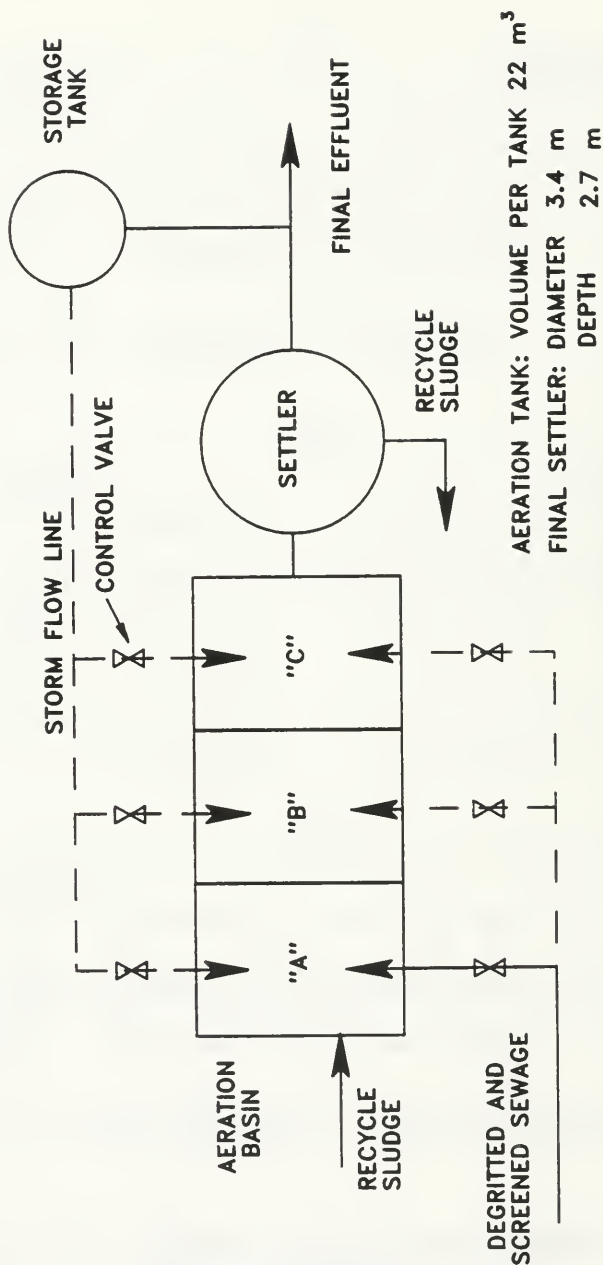 STORAGE
TANK
STORM FLOW LINE
CONTROL VALVE
AERATION
BASIN
"A"
"B"
"C"
SETTLER
FINAL EFFLUENT
RECYCLE
SLUDGE
RECYCLE
SLUDGE
DEGRITTED AND
SCREENED SEWAGE
AERATION TANK: VOLUME PER TANK 22 m³
FINAL SETTLER: DIAMETER 3.4 m
DEPTH 2.7 m